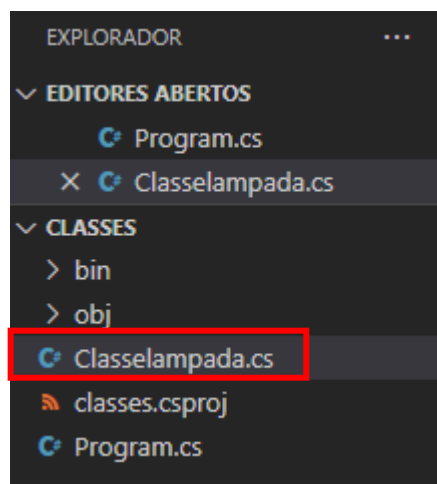 EXPLORADOR ...
EDITORES ABERTOS
C# Program.cs
C# Classelampada.cs
CLASSES
bin
obj
C# Classelampada.cs
classes.csproj
C# Program.cs